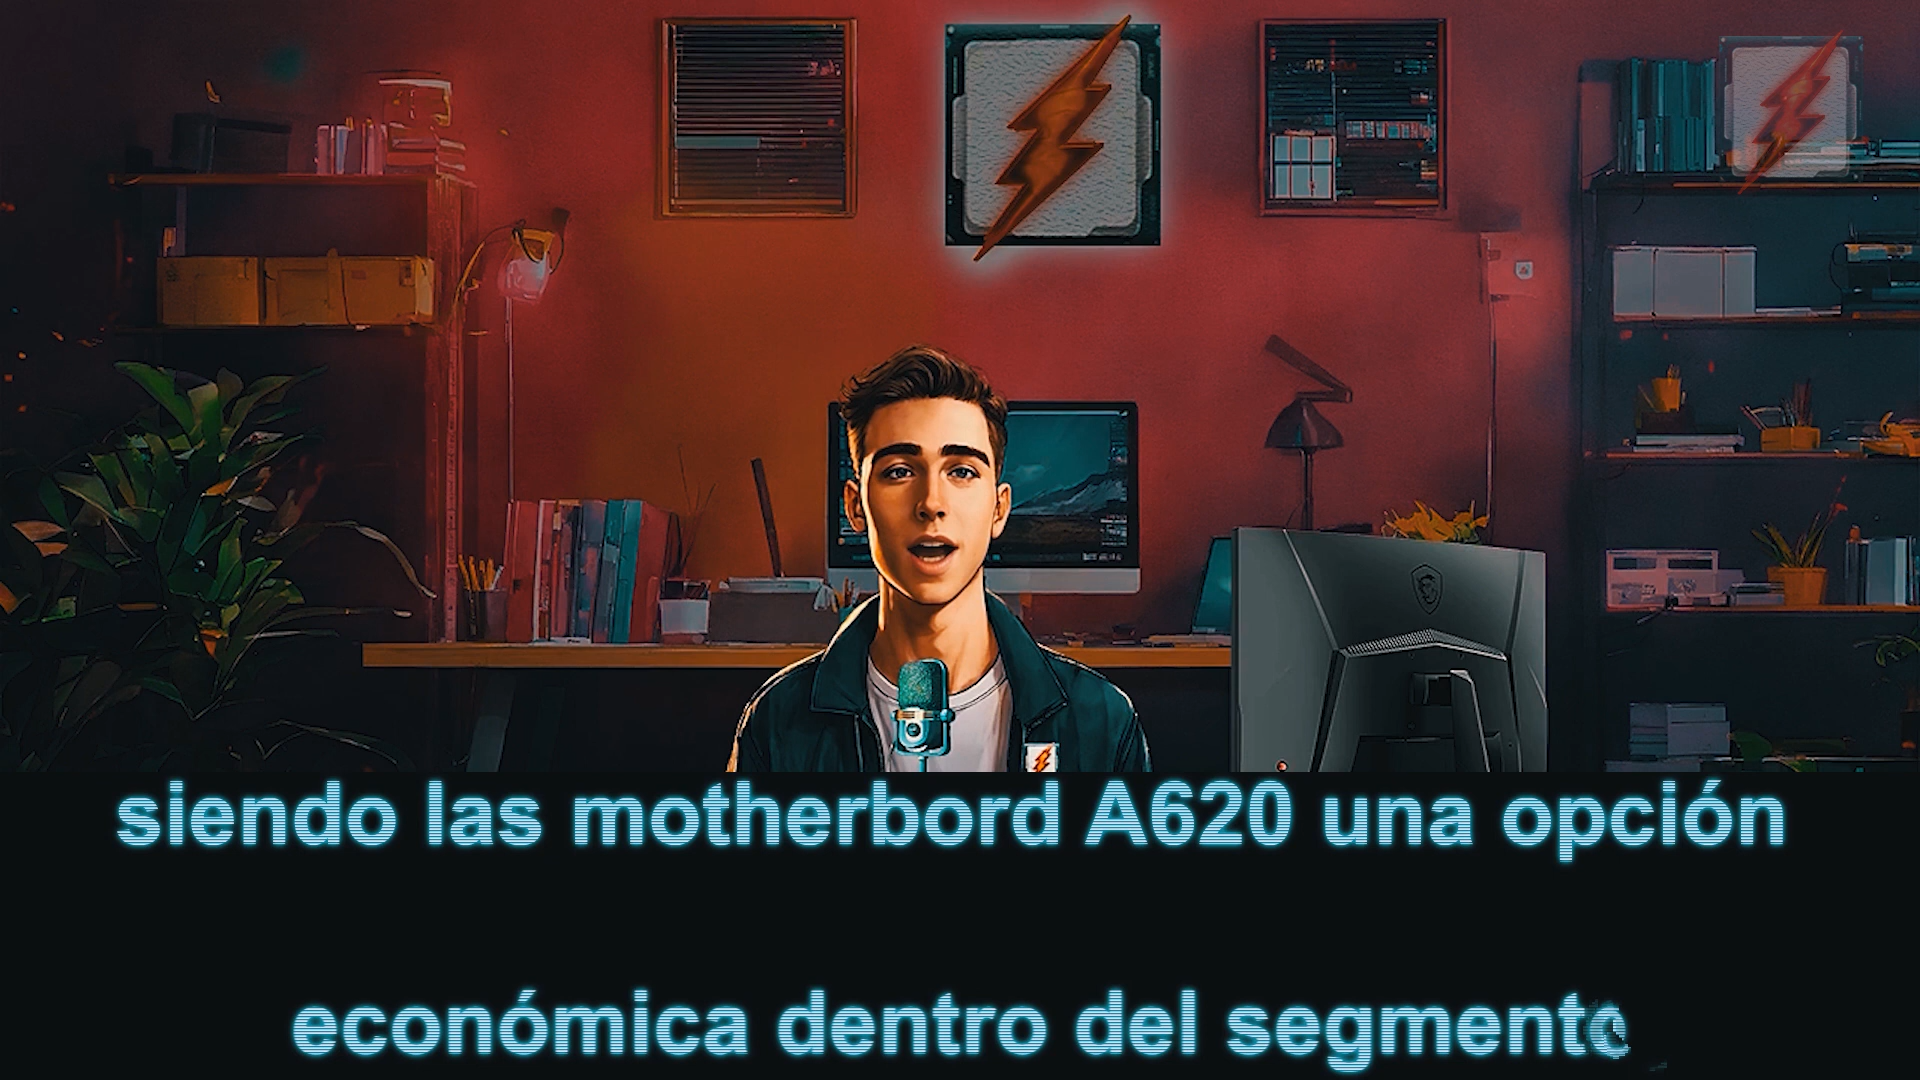 siendo las motherbord A620 una opción
económica dentro del segmento